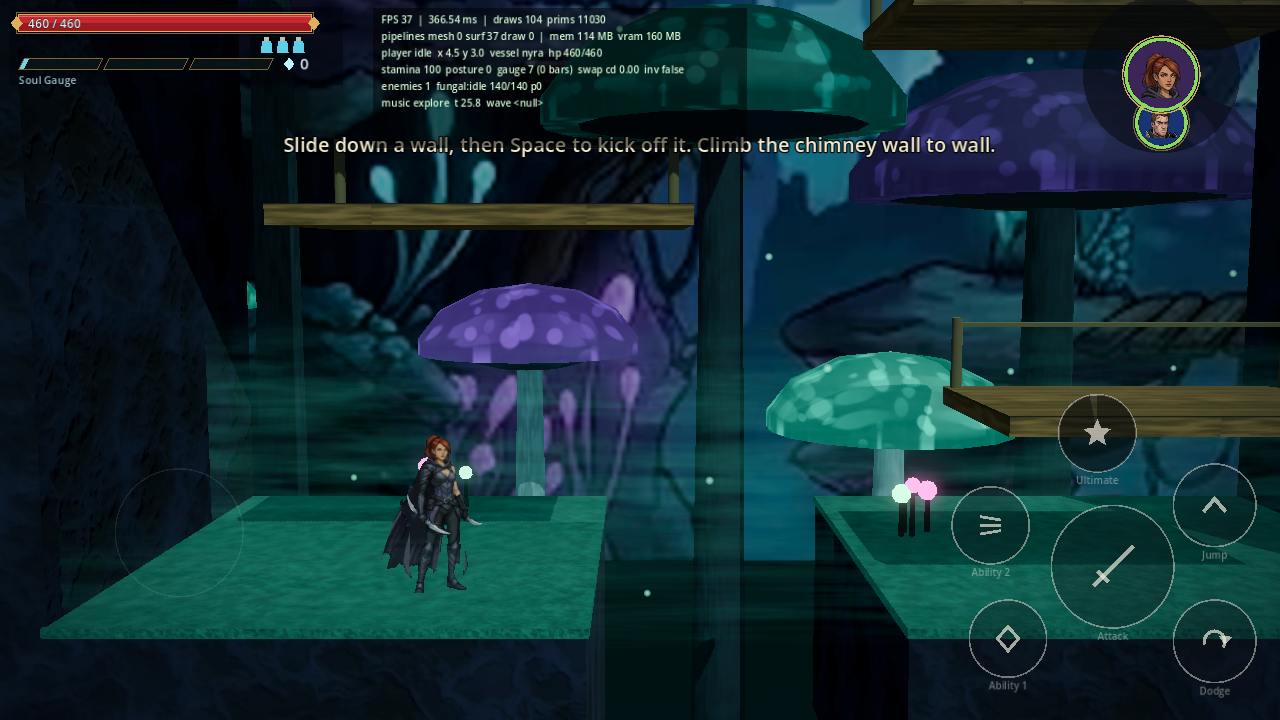 460 / 460
0
Soul Gauge
FPS 37 | 366.54 ms | draws 104 prims 11030
pipelines mesh 0 surf 37 draw 0 | mem 114 MB vram 160 MB
player idle x 4.5 y 3.0 vessel nyra hp 460/460
stamina 100 posture 0 gauge 7 (0 bars) swap cd 0.00 inv false
enemies 1 fungal:idle 140/140 p0
music explore t 25.8 wave <null>
Slide down a wall, then Space to kick off it. Climb the chimney wall to wall.
Ultimate
Ability 2
Jump
Attack
Ability 1
Dodge